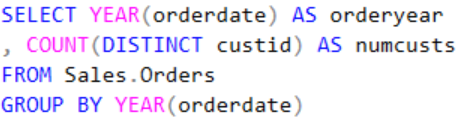 SELECT YEAR(orderdate) AS orderyear
, COUNT(DISTINCT custid) AS numcusts
FROM Sales.Orders
GROUP BY YEAR(orderdate)